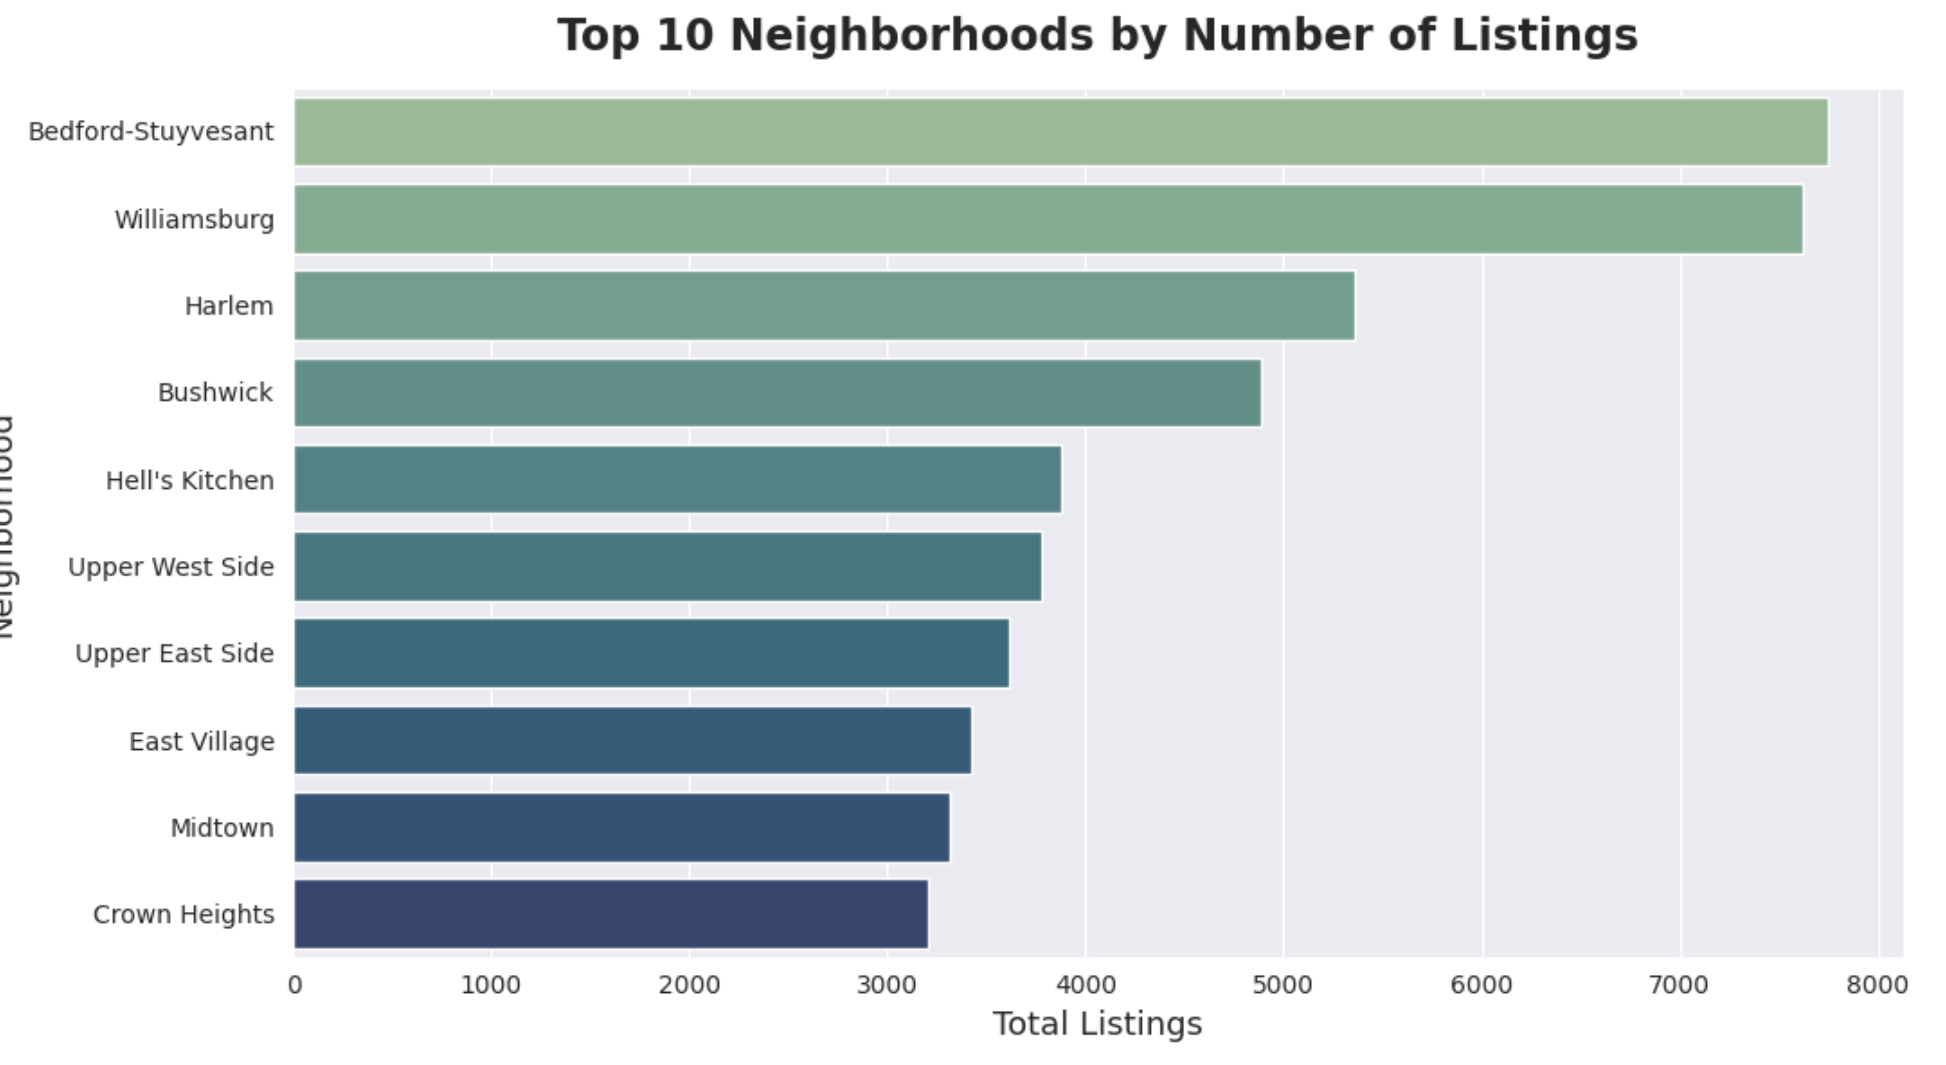 Top 10 Neighborhoods by Number of Listings
Bedford-Stuyvesant
Williamsburg
Harlem
Bushwick
Hell's Kitchen
Upper West Side
Upper East Side
East Village
Midtown
Crown Heights
Neighborhood
0 1000 2000 3000 4000 5000 6000 7000 8000
Total Listings